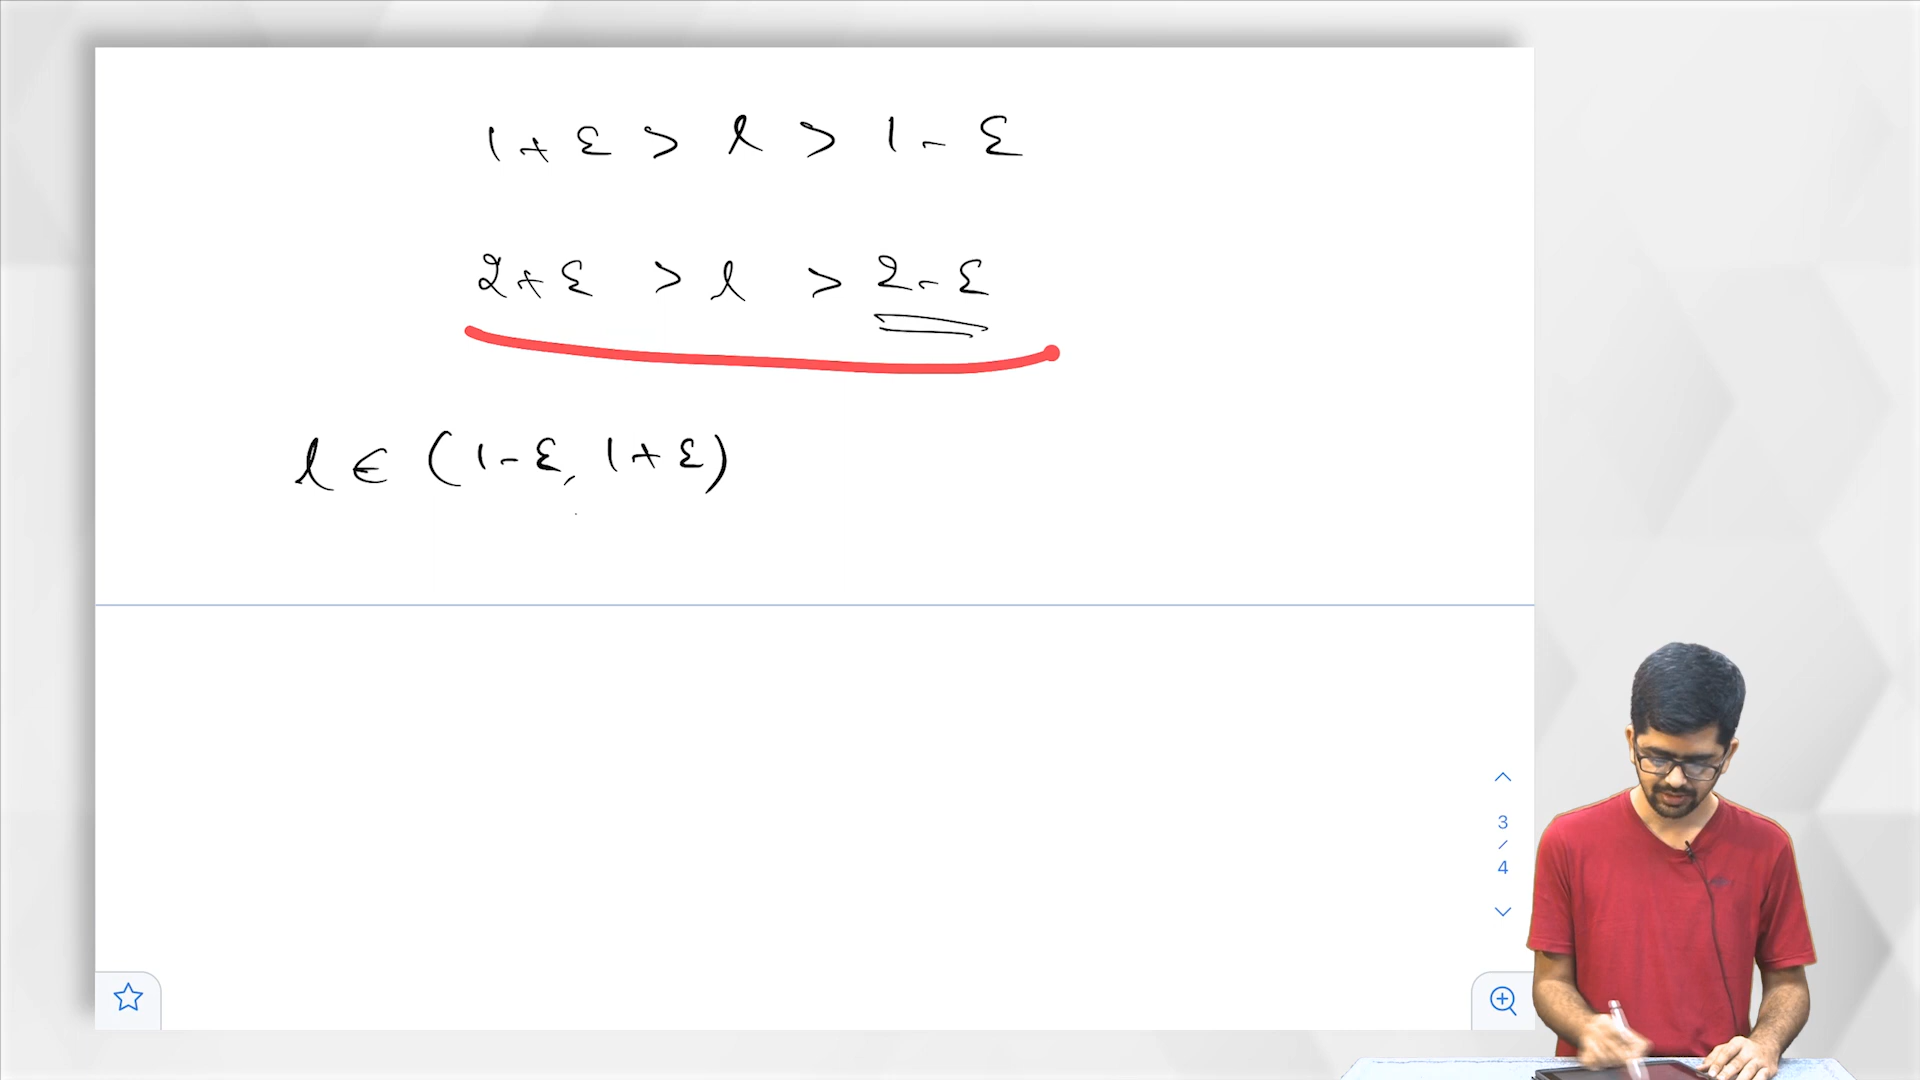 1 + ε > l > 1 - ε
2 + ε > l > 2 - ε
l ∈ (1 - ε, 1 + ε)
3
/
4